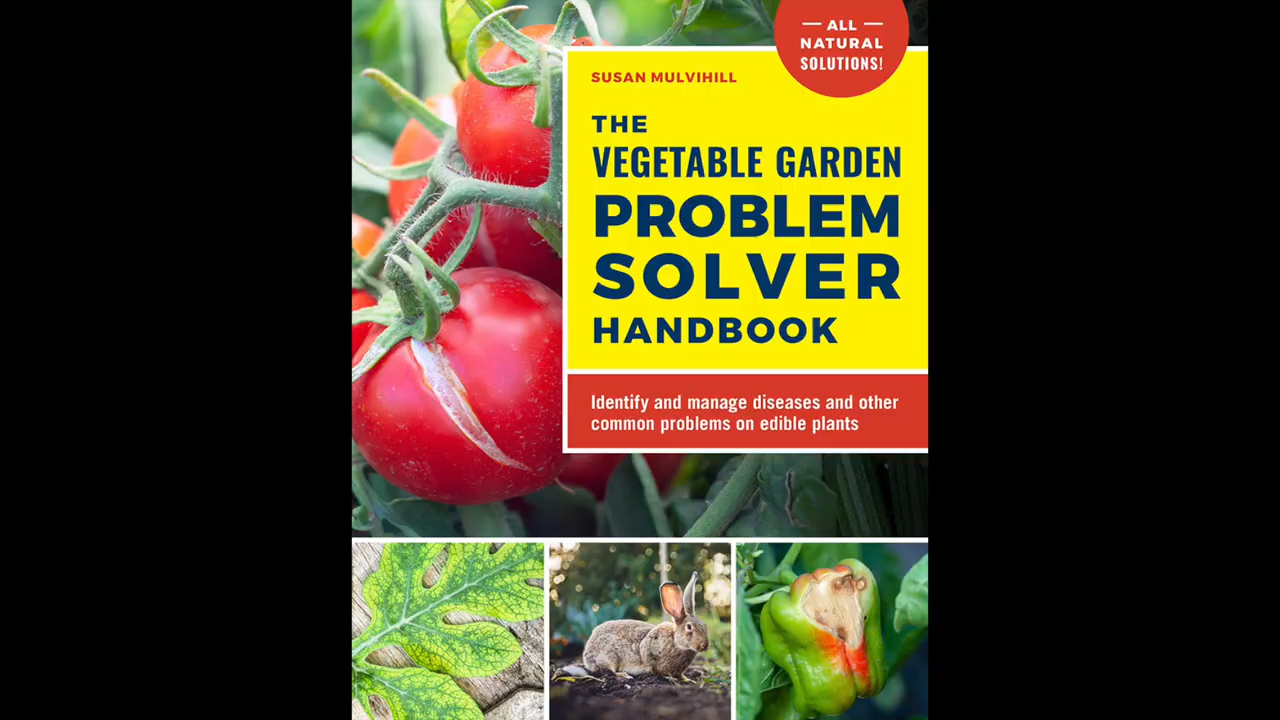 ALL
NATURAL
SOLUTIONS!
SUSAN MULVIHILL
THE
VEGETABLE GARDEN
PROBLEM
SOLVER
HANDBOOK
Identify and manage diseases and other
common problems on edible plants